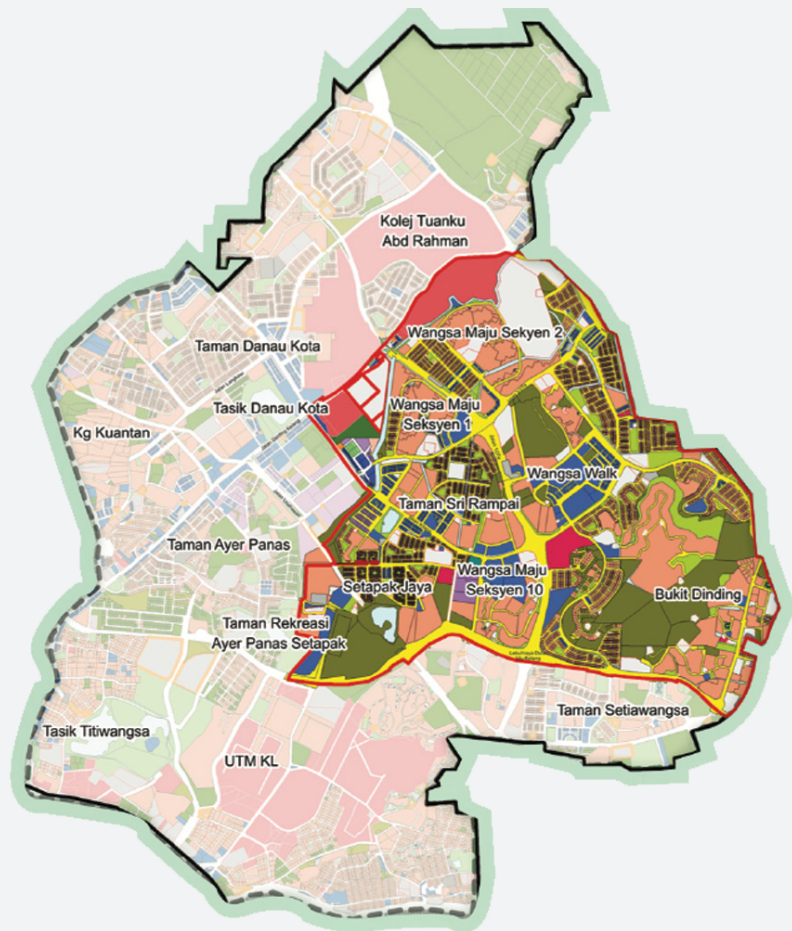 Kolej Tuanku
Abd Rahman
Wangsa Maju Sekyen 2
Taman Danau Kota
Tasik Danau Kota
Wangsa Maju
Seksyen 1
Kg Kuantan
Wangsa Walk
Taman Sri Rampai
Taman Ayer Panas
Wangsa Maju
Seksyen 10
Setapak Jaya
Bukit Dinding
Taman Rekreasi
Ayer Panas Setapak
Taman Setiawangsa
Tasik Titiwangsa
UTM KL